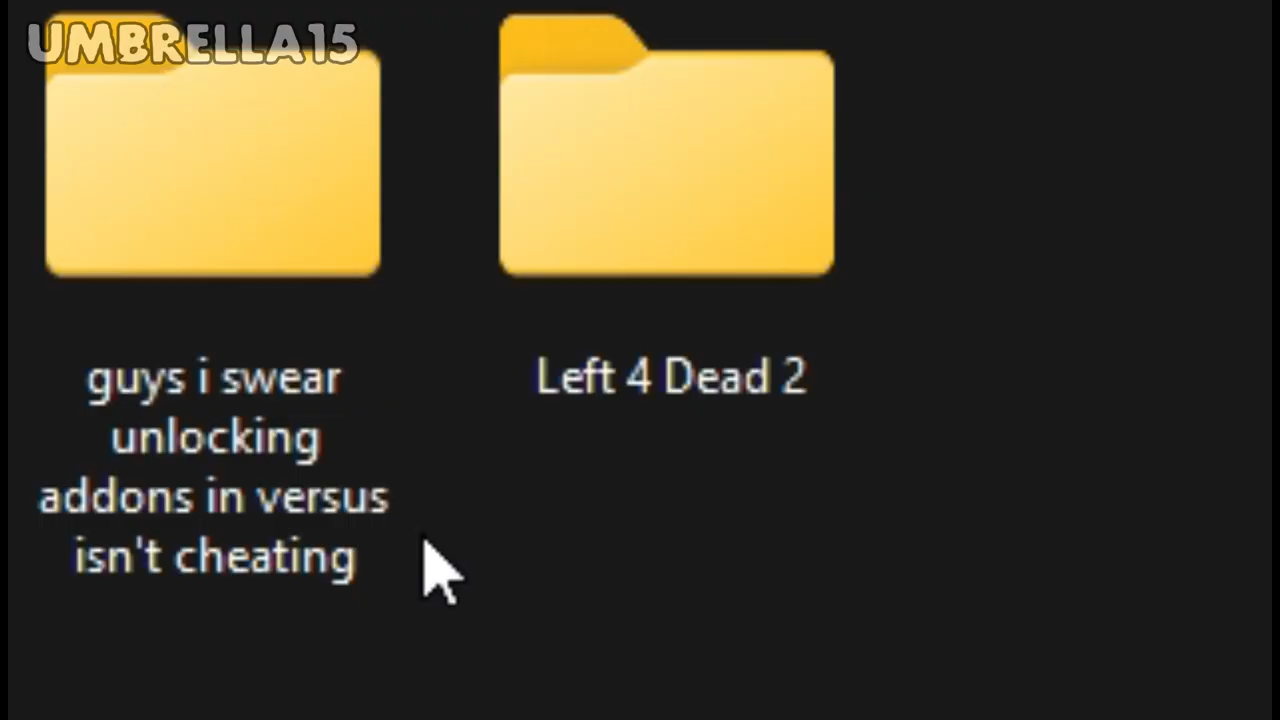 UMBRELLA15
guys i swear
unlocking
addons in versus
isn't cheating
Left 4 Dead 2